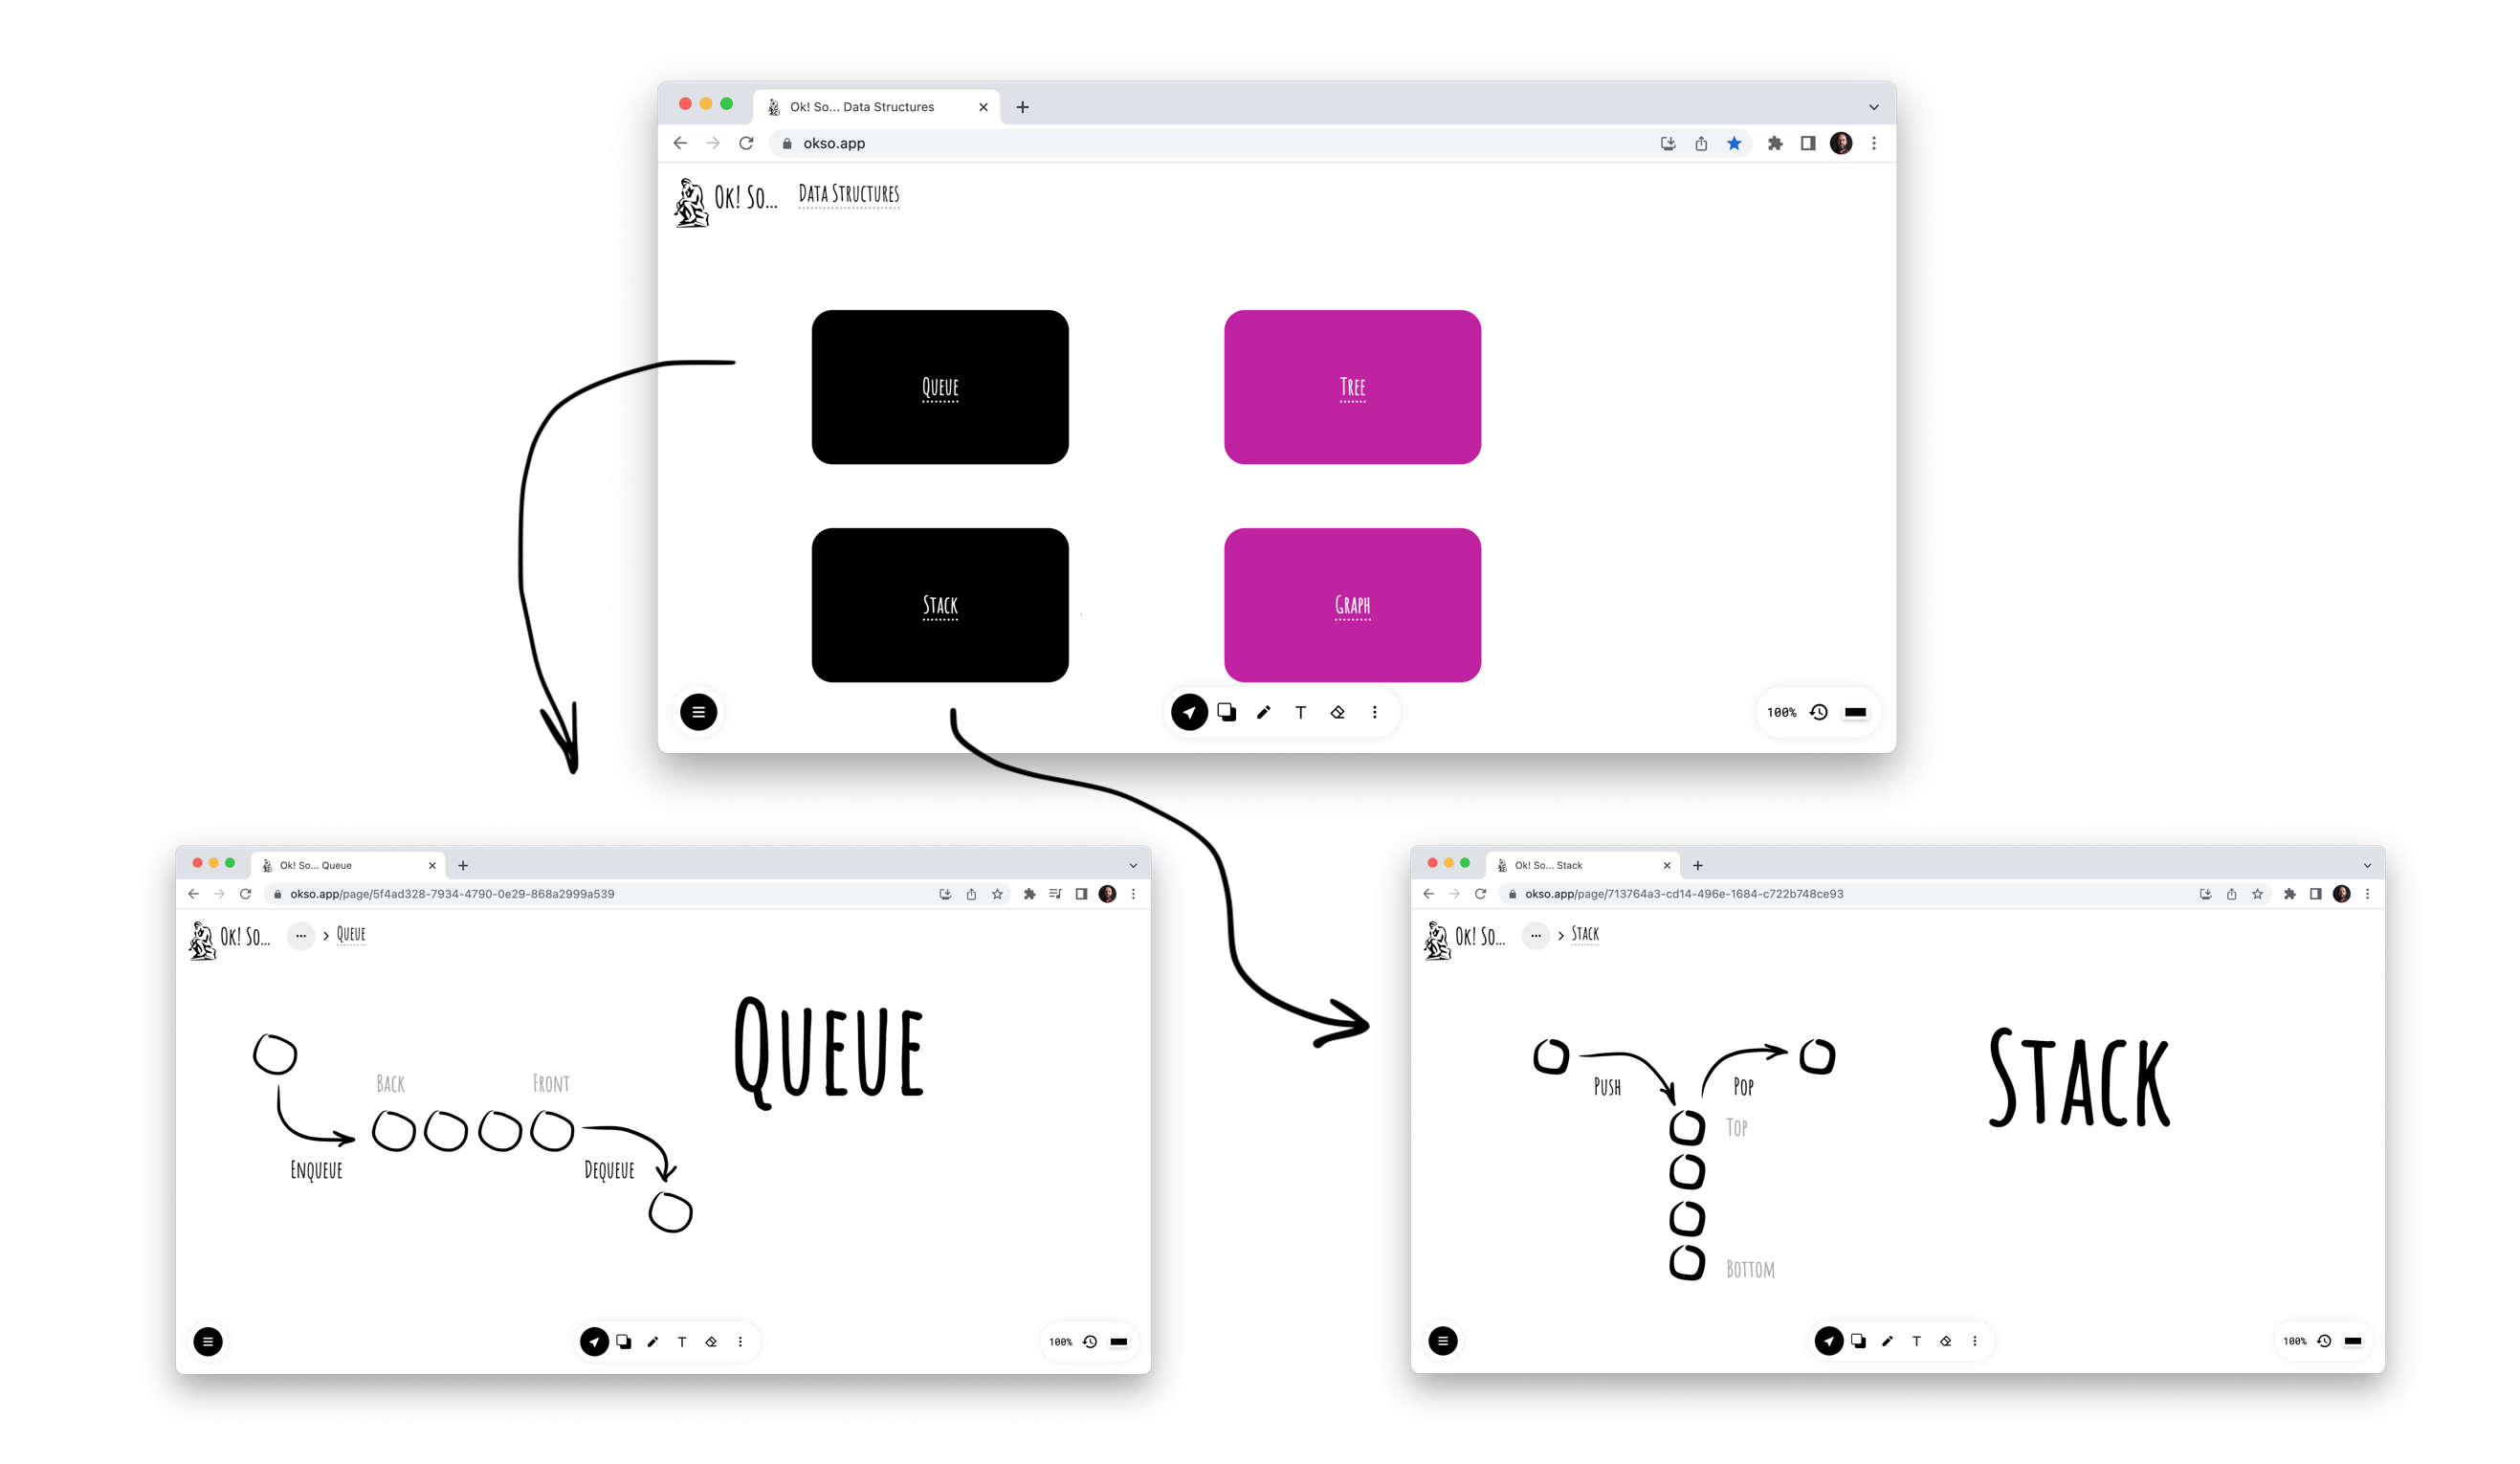 Ok! So... Data Structures
okso.app
Ok! So... Data Structures
Queue
Tree
Stack
Graph
T
100%
Ok! So... Queue
okso.app/page/5f4ad328-7934-4790-0e29-868a2999a539
Ok! So... ... > Queue
Queue
Back
Front
Enqueue
Dequeue
T
100%
Ok! So... Stack
okso.app/page/713764a3-cd14-496e-1684-c722b748ce93
Ok! So... ... > Stack
Stack
Push
Pop
Top
Bottom
T
100%